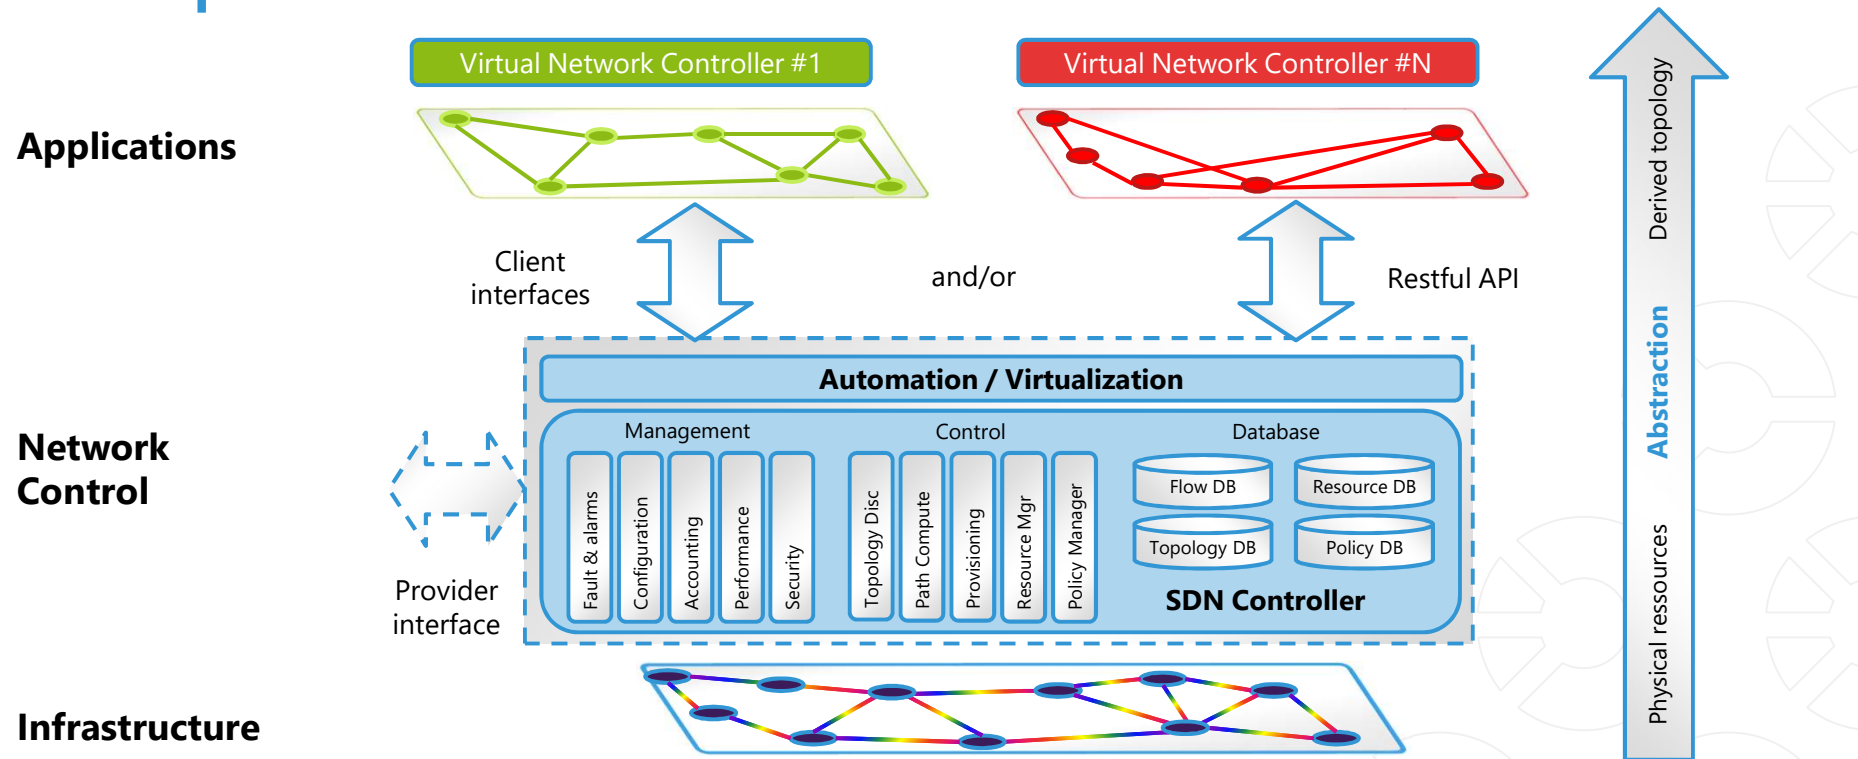 Virtual Network Controller #1
Virtual Network Controller #N
Applications
Client
interfaces
and/or
Restful API
Automation / Virtualization
Network
Control
Management
Control
Database
Fault & alarms
Configuration
Accounting
Performance
Security
Topology Disc
Path Compute
Provisioning
Resource Mgr
Policy Manager
Flow DB
Resource DB
Topology DB
Policy DB
SDN Controller
Provider
interface
Infrastructure
Derived topology
Abstraction
Physical ressources